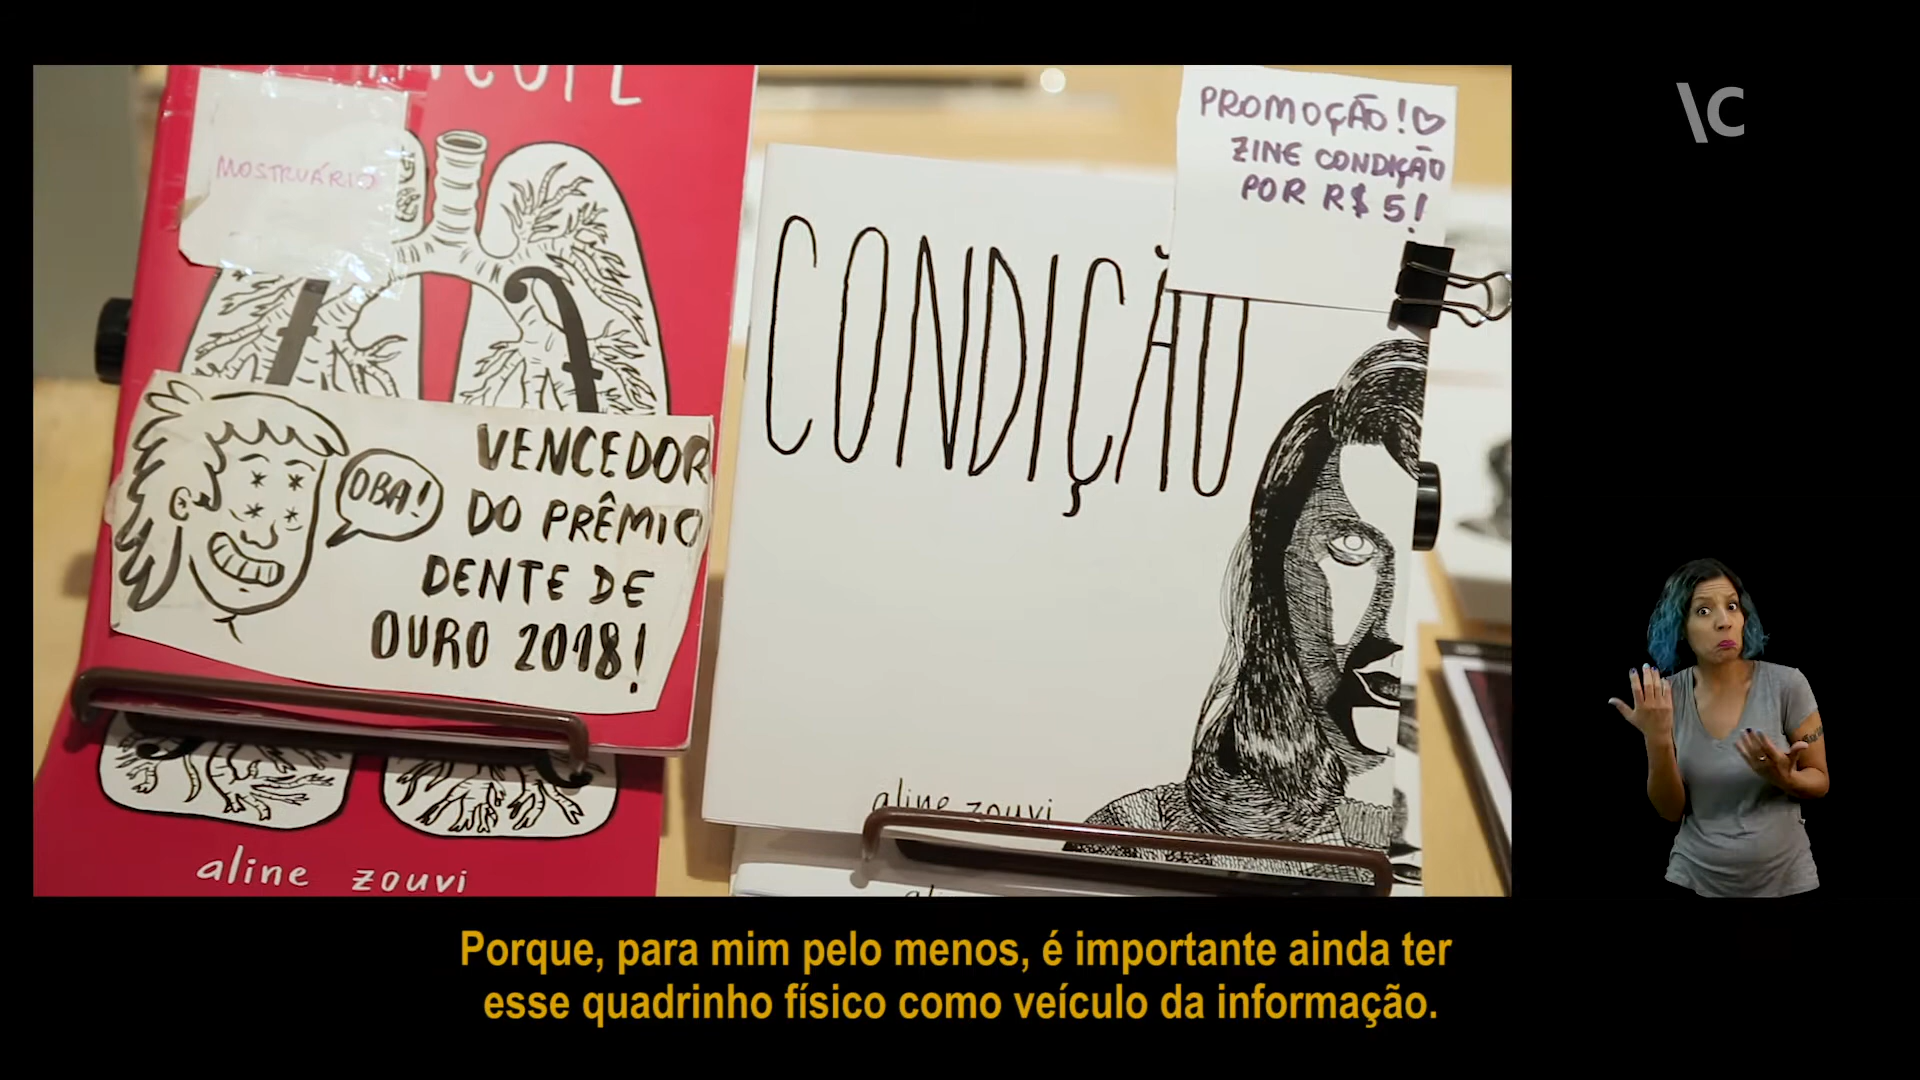 MOSTRUÁRIO
OBA!
VENCEDOR
DO PRÊMIO
DENTE DE
OURO 2018!
aline zouvi
PROMOÇÃO!
ZINE CONDIÇÃO
POR R$ 5!
CONDIÇÃO
aline zouvi
\C
Porque, para mim pelo menos, é importante ainda ter
esse quadrinho físico como veículo da informação.